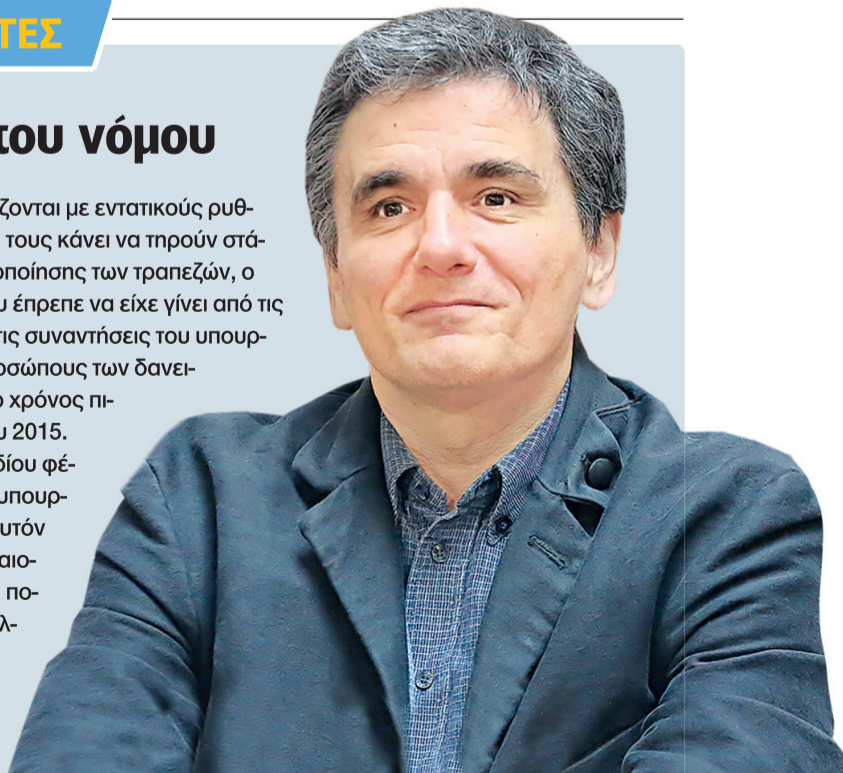 ΤΕΣ
του νόμου
ζονται με εντατικούς ρυθ-
τους κάνει να τηρούν στά-
οποίησης των τραπεζών, ο
υ έπρεπε να είχε γίνει από τις
τις συναντήσεις του υπουρ-
οσώπους των δανει-
ο χρόνος πι-
υ 2015.
δίου φέ-
υπουρ-
υτόν
αιο-
πο-
λ-